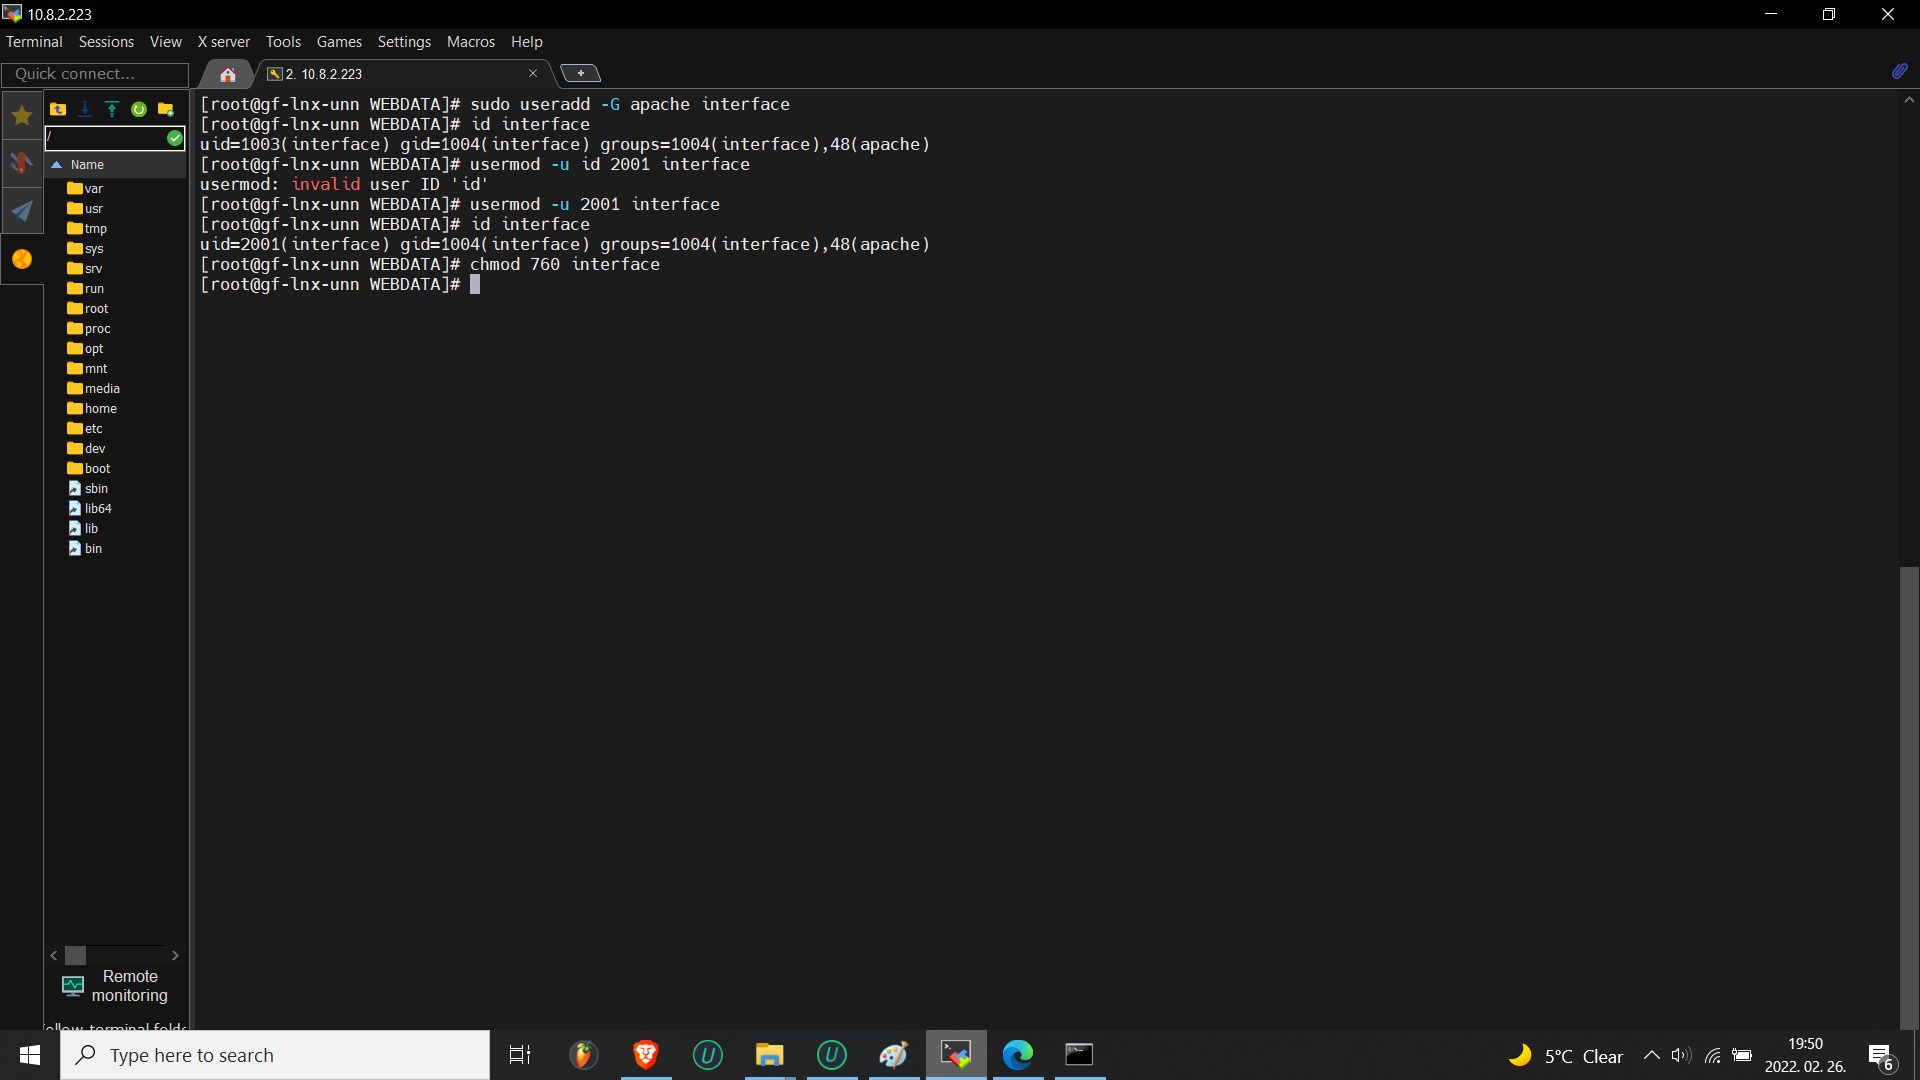 10.8.2.223
Terminal Sessions View X server Tools Games Settings Macros Help
Quick connect...
2. 10.8.2.223
/
Name
var
usr
tmp
sys
srv
run
root
proc
opt
mnt
media
home
etc
dev
boot
sbin
lib64
lib
bin
Remote
monitoring
[root@gf-lnx-unn WEBDATA]# sudo useradd -G apache interface
[root@gf-lnx-unn WEBDATA]# id interface
uid=1003(interface) gid=1004(interface) groups=1004(interface),48(apache)
[root@gf-lnx-unn WEBDATA]# usermod -u id 2001 interface
usermod: invalid user ID 'id'
[root@gf-lnx-unn WEBDATA]# usermod -u 2001 interface
[root@gf-lnx-unn WEBDATA]# id interface
uid=2001(interface) gid=1004(interface) groups=1004(interface),48(apache)
[root@gf-lnx-unn WEBDATA]# chmod 760 interface
[root@gf-lnx-unn WEBDATA]#
Type here to search
5°C Clear
19:50
2022. 02. 26.
6